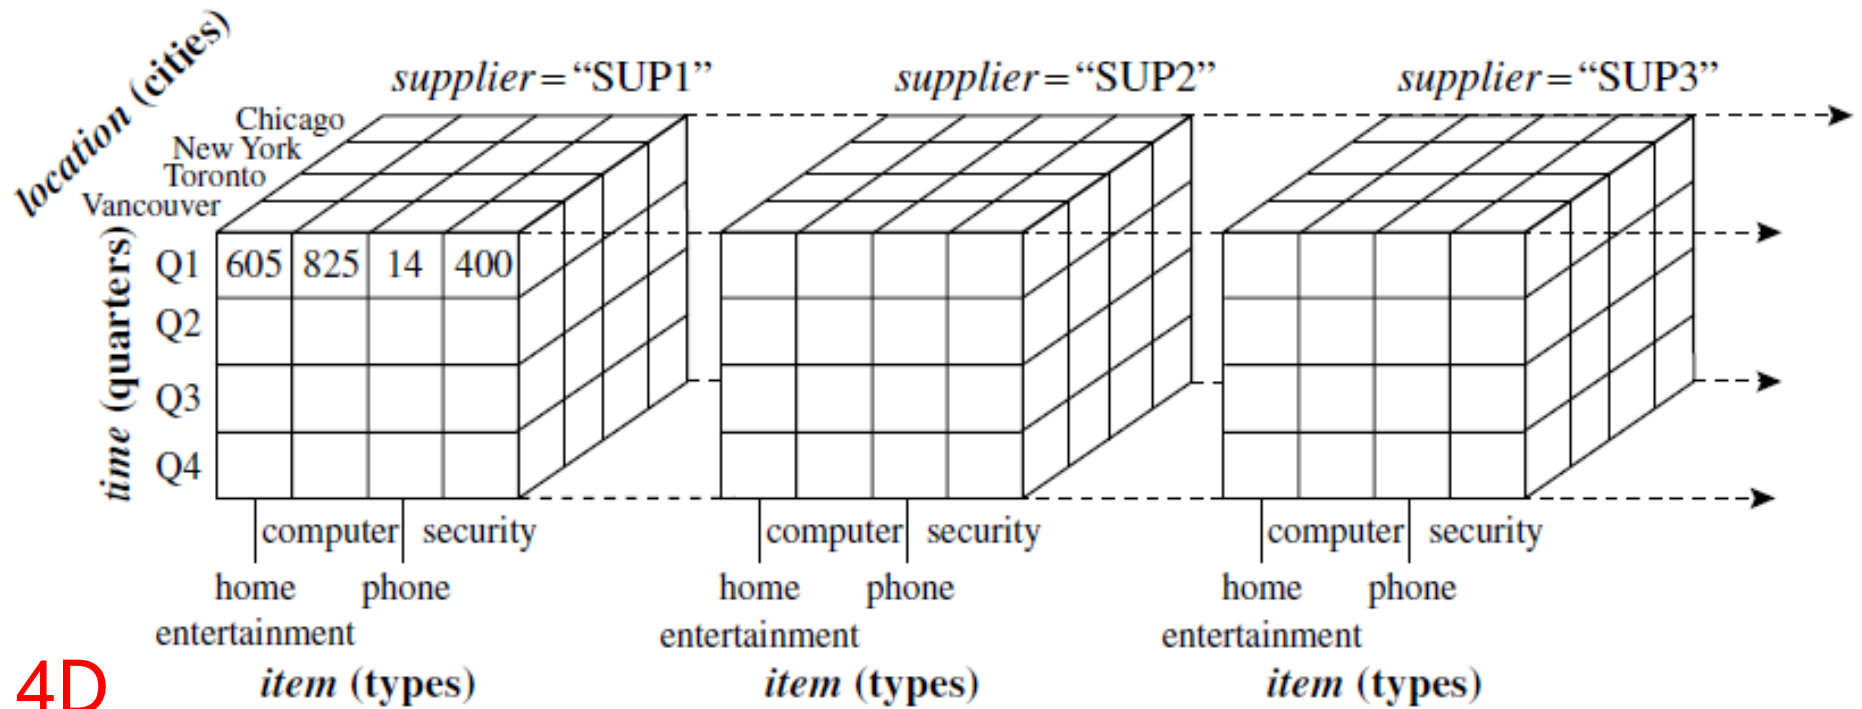 location (cities)
supplier = “SUP1”
supplier = “SUP2”
supplier = “SUP3”
Chicago
New York
Toronto
Vancouver
time (quarters)
Q1 605 825 14 400
Q2
Q3
Q4
computer security
home phone
entertainment
item (types)
computer security
home phone
entertainment
item (types)
computer security
home phone
entertainment
item (types)
4D